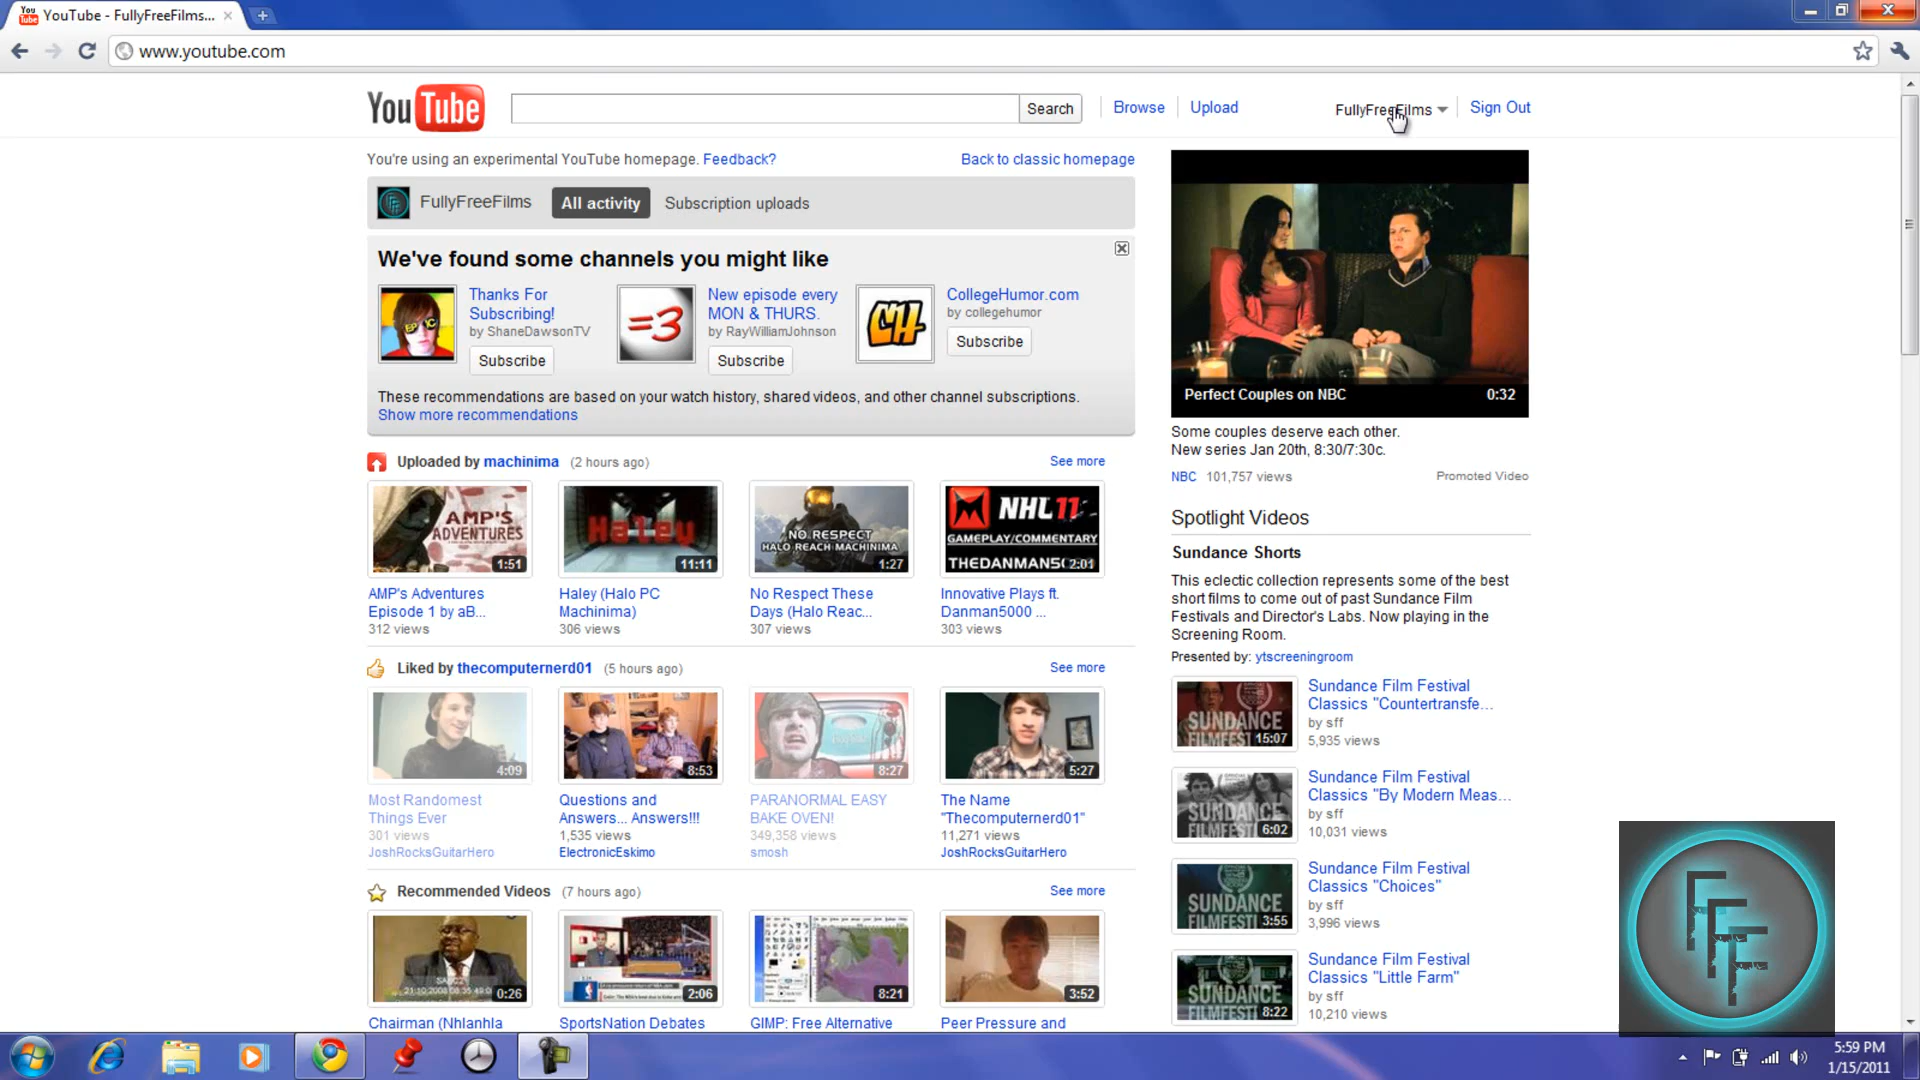 YouTube - FullyFreeFilms...
www.youtube.com
YouTube
Search
Browse
Upload
FullyFreeFilms
Sign Out
You're using an experimental YouTube homepage. Feedback?
Back to classic homepage
FullyFreeFilms
All activity
Subscription uploads
We've found some channels you might like
EPIC
Thanks For
Subscribing!
by ShaneDawsonTV
Subscribe
=3
New episode every
MON & THURS.
by RayWilliamJohnson
Subscribe
CH
CollegeHumor.com
by collegehumor
Subscribe
These recommendations are based on your watch history, shared videos, and other channel subscriptions.
Show more recommendations
Perfect Couples on NBC
0:32
Some couples deserve each other.
New series Jan 20th, 8:30/7:30c.
NBC 101,757 views
Promoted Video
Uploaded by machinima (2 hours ago)
See more
AMP'S
ADVENTURES
1:51
Haley
11:11
NO RESPECT
HALO REACH MACHINIMA
1:27
NHL 11
GAMEPLAY/COMMENTARY
2:01
AMP's Adventures
Episode 1 by aB...
312 views
Haley (Halo PC
Machinima)
306 views
No Respect These
Days (Halo Reac...
307 views
Innovative Plays ft.
Danman5000 ...
303 views
Liked by thecomputernerd01 (5 hours ago)
See more
4:09
8:53
8:27
5:27
Most Randomest
Things Ever
301 views
JoshRocksGuitarHero
Questions and
Answers... Answers!!!
1,535 views
ElectronicEskimo
PARANORMAL EASY
BAKE OVEN!
349,358 views
smosh
The Name
"Thecomputernerd01"
11,271 views
JoshRocksGuitarHero
Recommended Videos (7 hours ago)
See more
0:26
2:06
8:21
3:52
Chairman (Nhlanhla
SportsNation Debates
GIMP: Free Alternative
Peer Pressure and
Spotlight Videos
Sundance Shorts
This eclectic collection represents some of the best
short films to come out of past Sundance Film
Festivals and Director's Labs. Now playing in the
Screening Room.
Presented by: ytscreeningroom
SUNDANCE
15:07
Sundance Film Festival
Classics "Countertransfe...
by sff
5,935 views
SUNDANCE
6:02
Sundance Film Festival
Classics "By Modern Meas...
by sff
10,031 views
SUNDANCE
3:55
Sundance Film Festival
Classics "Choices"
by sff
3,996 views
SUNDANCE
8:22
Sundance Film Festival
Classics "Little Farm"
by sff
10,210 views
FFF
5:59 PM
1/15/2011